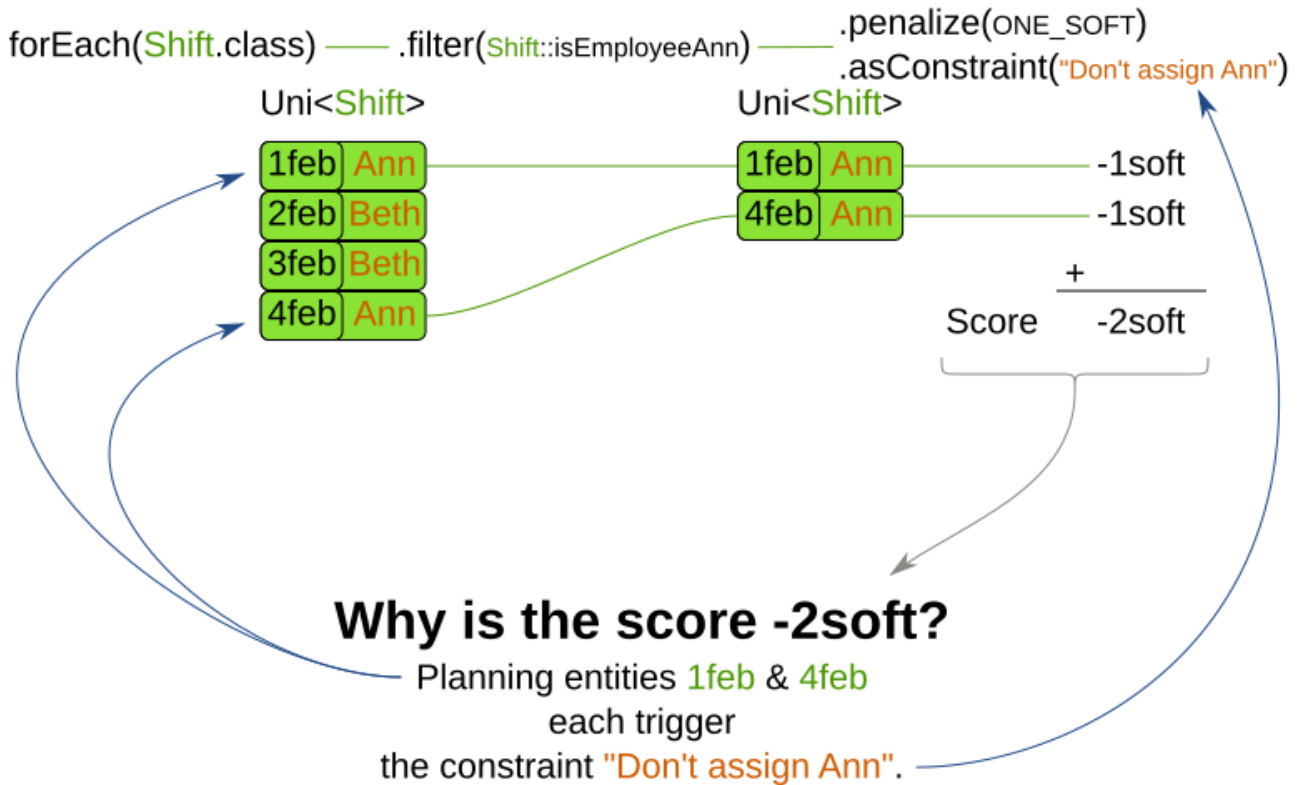 forEach(Shift.class) .filter(Shift::isEmployeeAnn) .penalize(ONE_SOFT)
.asConstraint("Don't assign Ann")
Uni<Shift> Uni<Shift>
1feb Ann 1feb Ann -1soft
2feb Beth 4feb Ann -1soft
3feb Beth
+
4feb Ann
Score -2soft
Why is the score -2soft?
Planning entities 1feb & 4feb
each trigger
the constraint "Don't assign Ann".